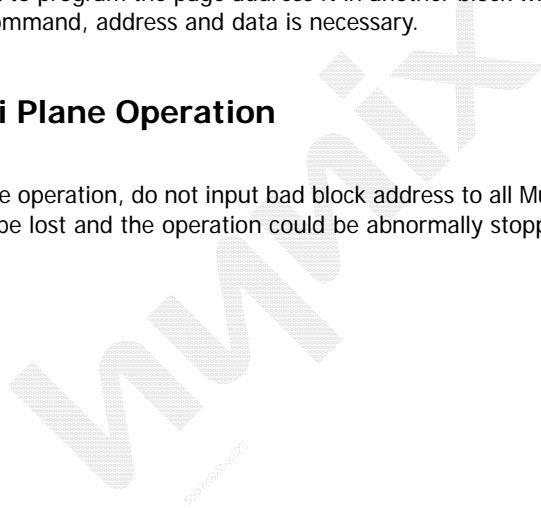 to program the page address N in another block
ommand, address and data is necessary.
i Plane Operation
e operation, do not input bad block address to all Mu
be lost and the operation could be abnormally stopp